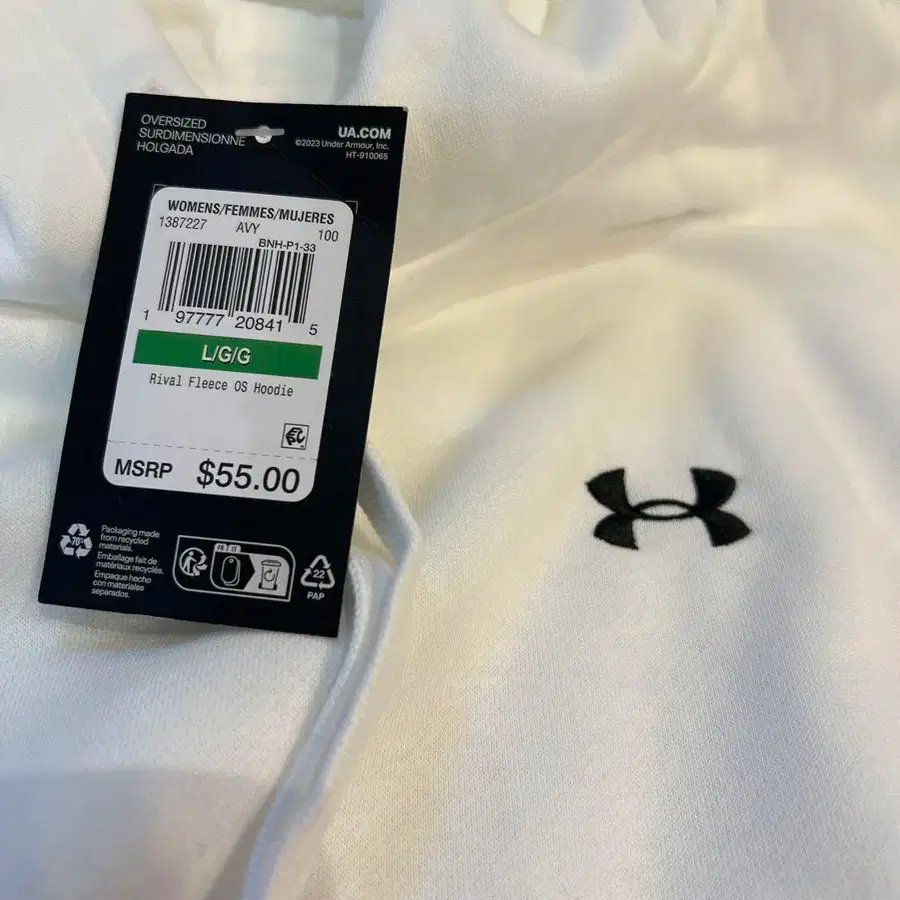 OVERSIZED
SURDIMENSIONNE
HOLGADA
UA.COM
©2023 Under Armour, Inc.
HT-910065
WOMENS/FEMMES/MUJERES
1387227 AVY 100
BNH-P1-33
1 97777 20841 5
L/G/G
Rival Fleece OS Hoodie
MSRP $55.00
70%
Packaging made
from recycled
materials.
Emballage fait de
matériaux recyclés.
Empaque hecho
con materiales
separados.
FR
22
PAP